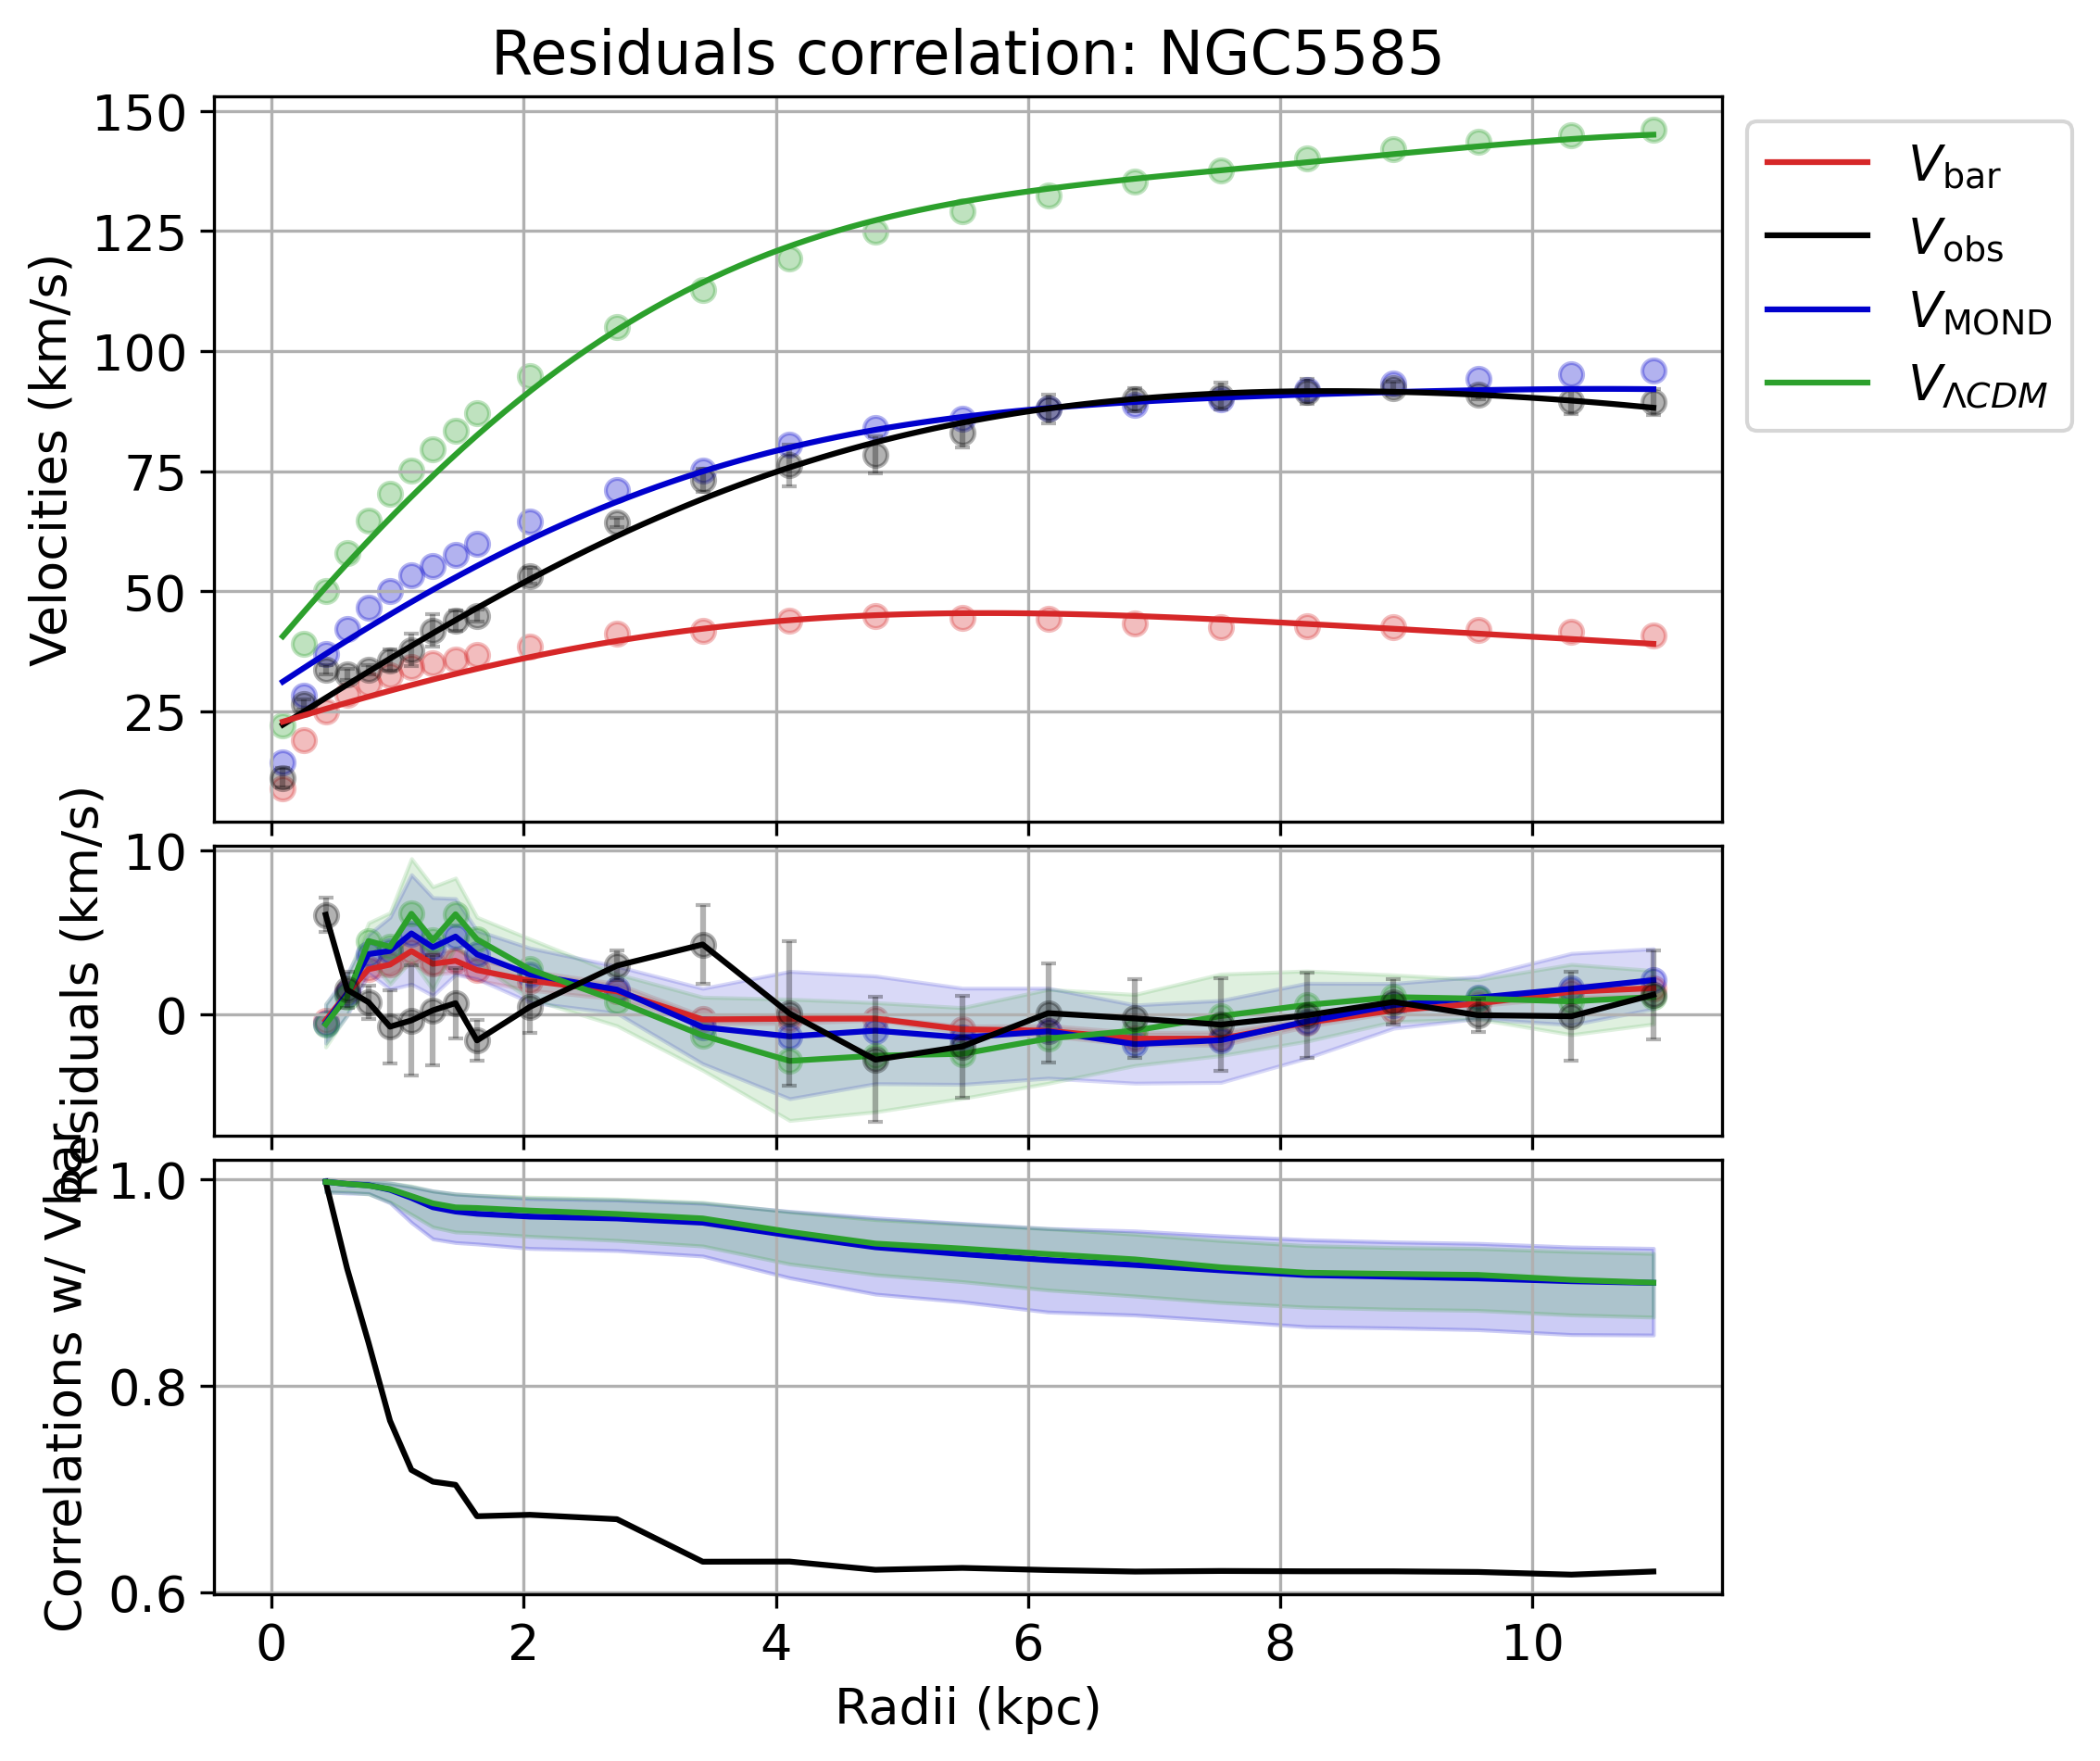 Residuals correlation: NGC5585
150
125
100
75
50
25
Velocities (km/s)
V_bar
V_obs
V_MOND
V_ΛCDM
10
0
Residuals (km/s)
1.0
0.8
0.6
Correlations w/ Vbar
0 2 4 6 8 10
Radii (kpc)